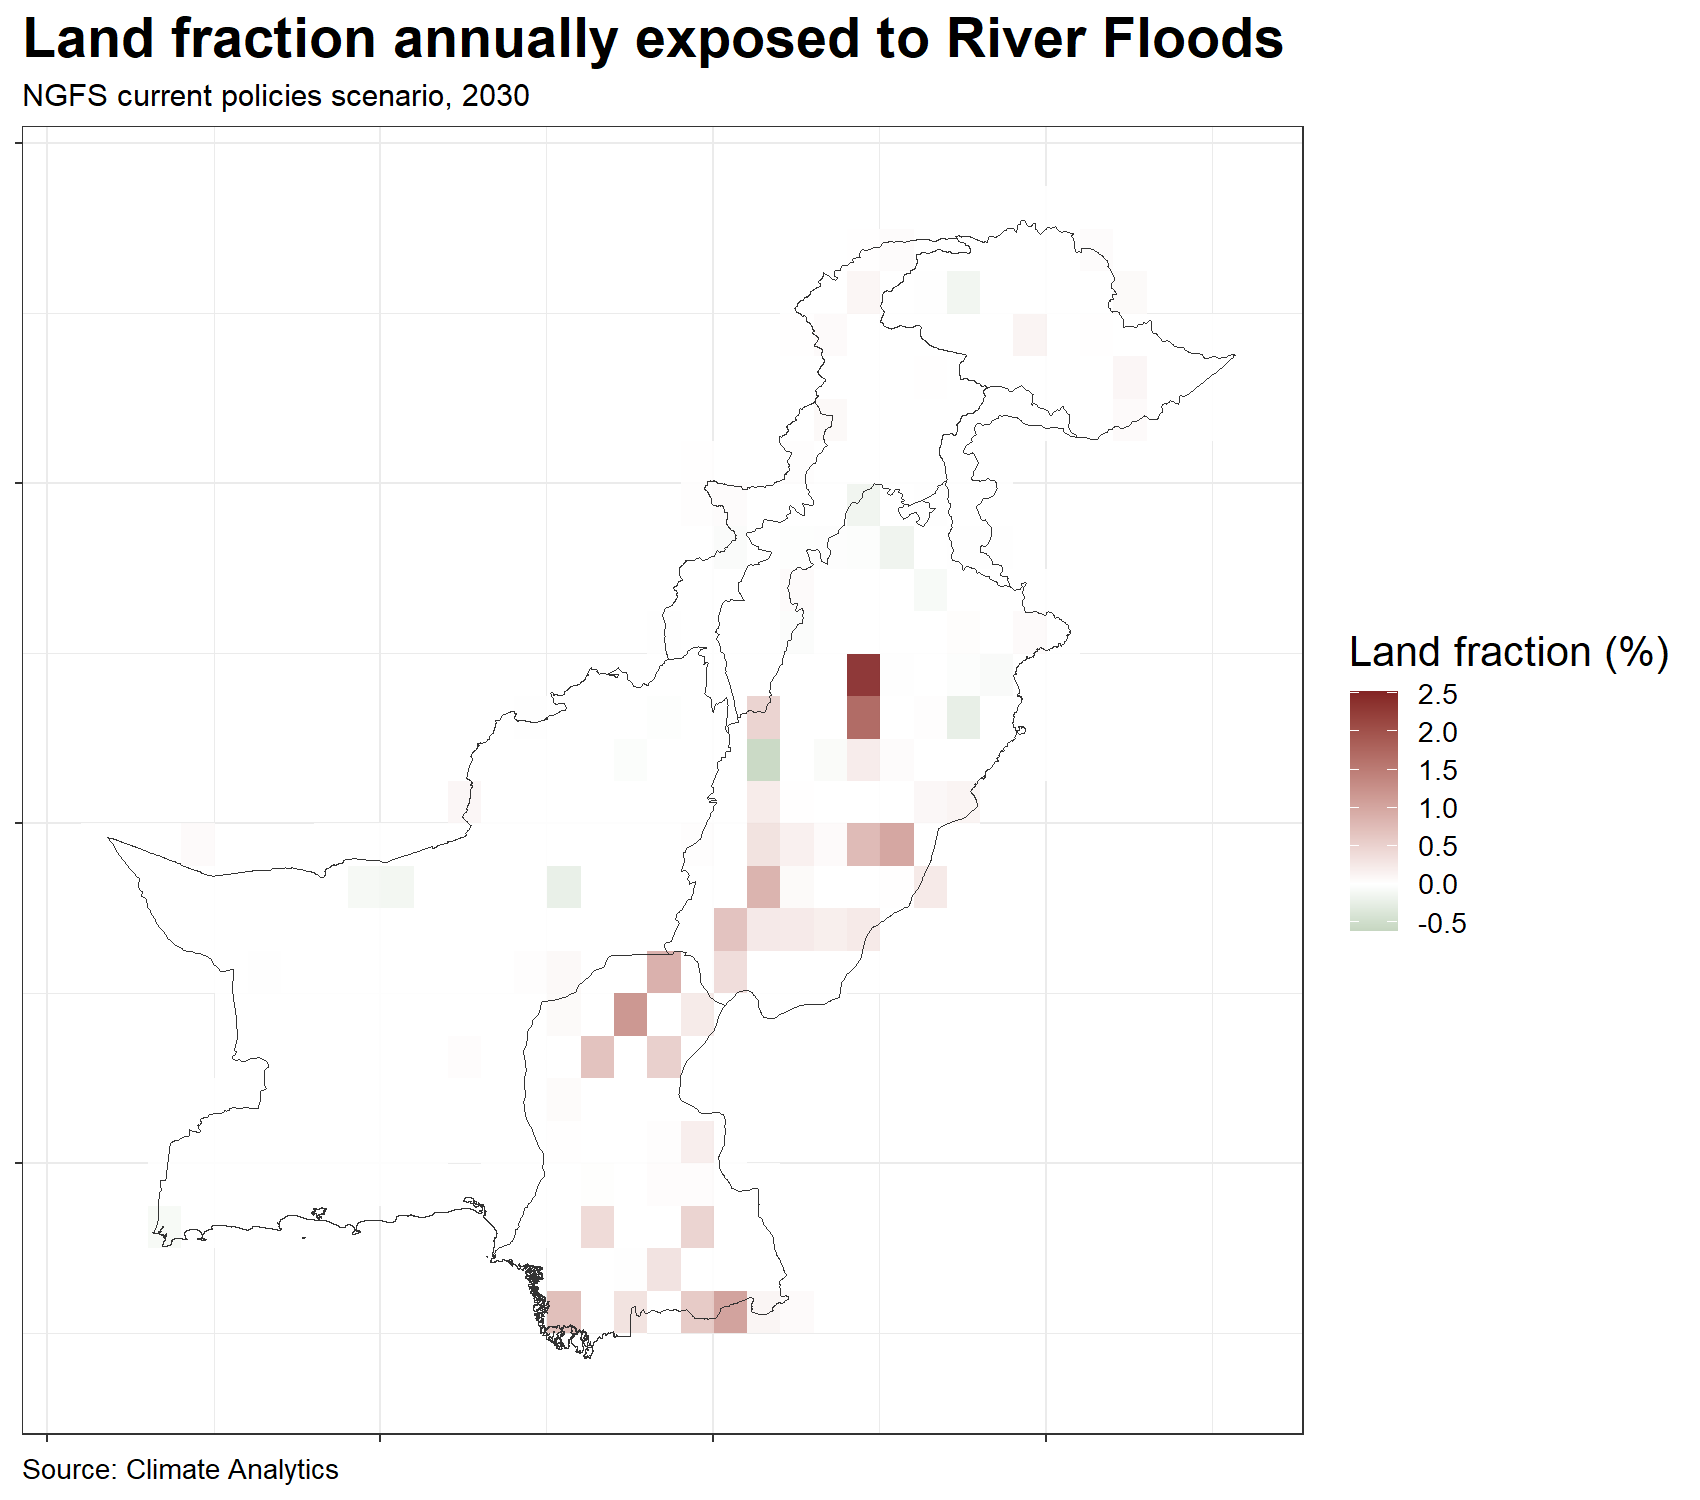 Land fraction annually exposed to River Floods
NGFS current policies scenario, 2030
Land fraction (%)
2.5
2.0
1.5
1.0
0.5
0.0
-0.5
Source: Climate Analytics